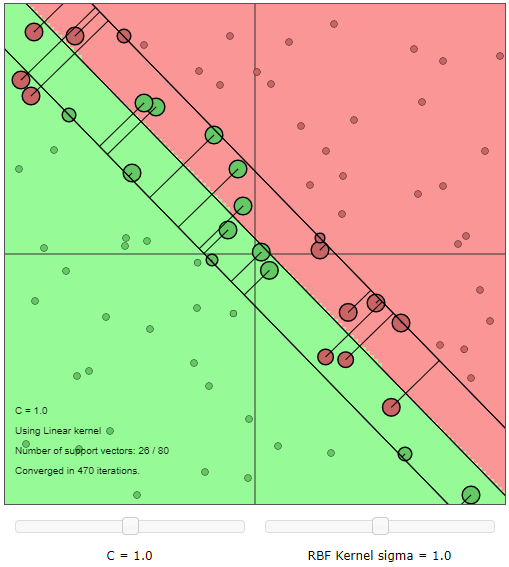 C = 1.0
Using Linear kernel
Number of support vectors: 26 / 80
Converged in 470 iterations.
C = 1.0
RBF Kernel sigma = 1.0